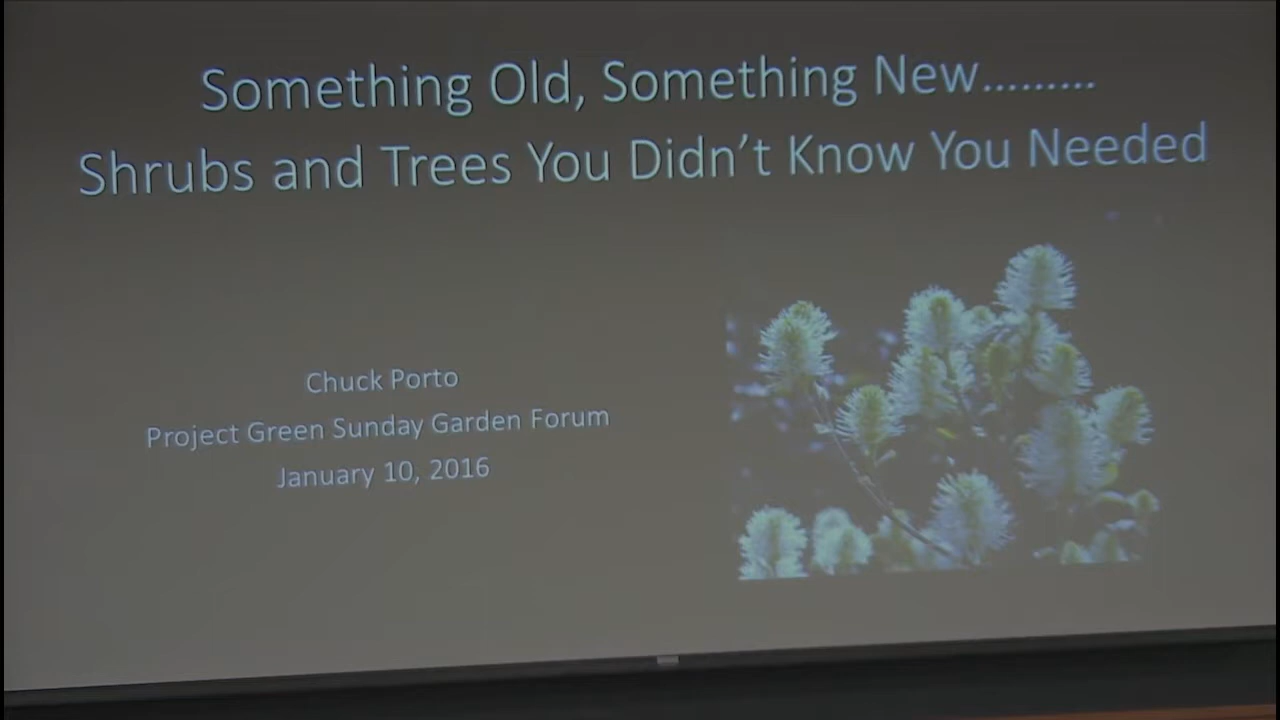 Something Old, Something New.........
Shrubs and Trees You Didn't Know You Needed
Chuck Porto
Project Green Sunday Garden Forum
January 10, 2016